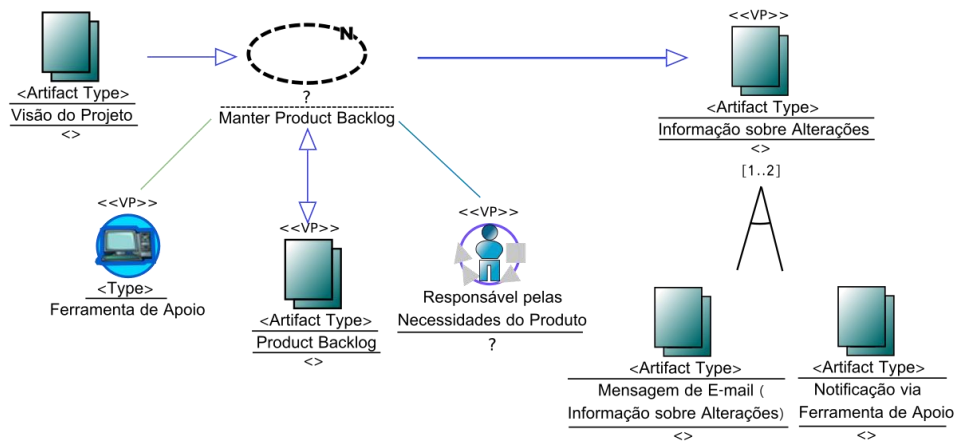 <Artifact Type>
Visão do Projeto
<>
N
?
Manter Product Backlog
<<VP>>
<Artifact Type>
Informação sobre Alterações
<>
[1..2]
<<VP>>
<Type>
Ferramenta de Apoio
<<VP>>
<Artifact Type>
Product Backlog
<>
<<VP>>
Responsável pelas
Necessidades do Produto
?
<Artifact Type>
Mensagem de E-mail (
Informação sobre Alterações)
<>
<Artifact Type>
Notificação via
Ferramenta de Apoio
<>